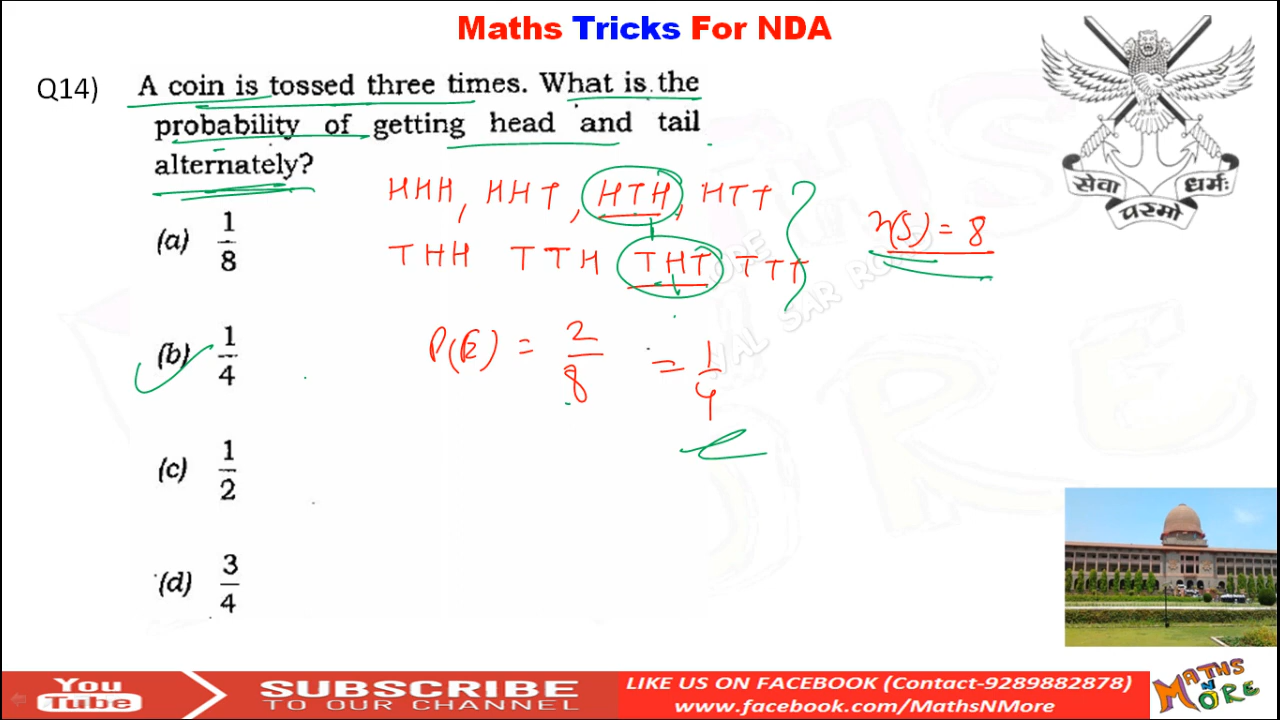 Maths Tricks For NDA
Q14) A coin is tossed three times. What is the
probability of getting head and tail
alternately?
HHH, HHT, HTH, HTT
THH TTH THT TTT
n(S) = 8
(a) 1/8
P(E) = 2/8 = 1/4
(b) 1/4
(c) 1/2
(d) 3/4
सेवा परमो धर्मः
You Tube
SUBSCRIBE
TO OUR CHANNEL
LIKE US ON FACEBOOK (Contact-9289882878)
www.facebook.com/MathsNMore
MATHS N MORE